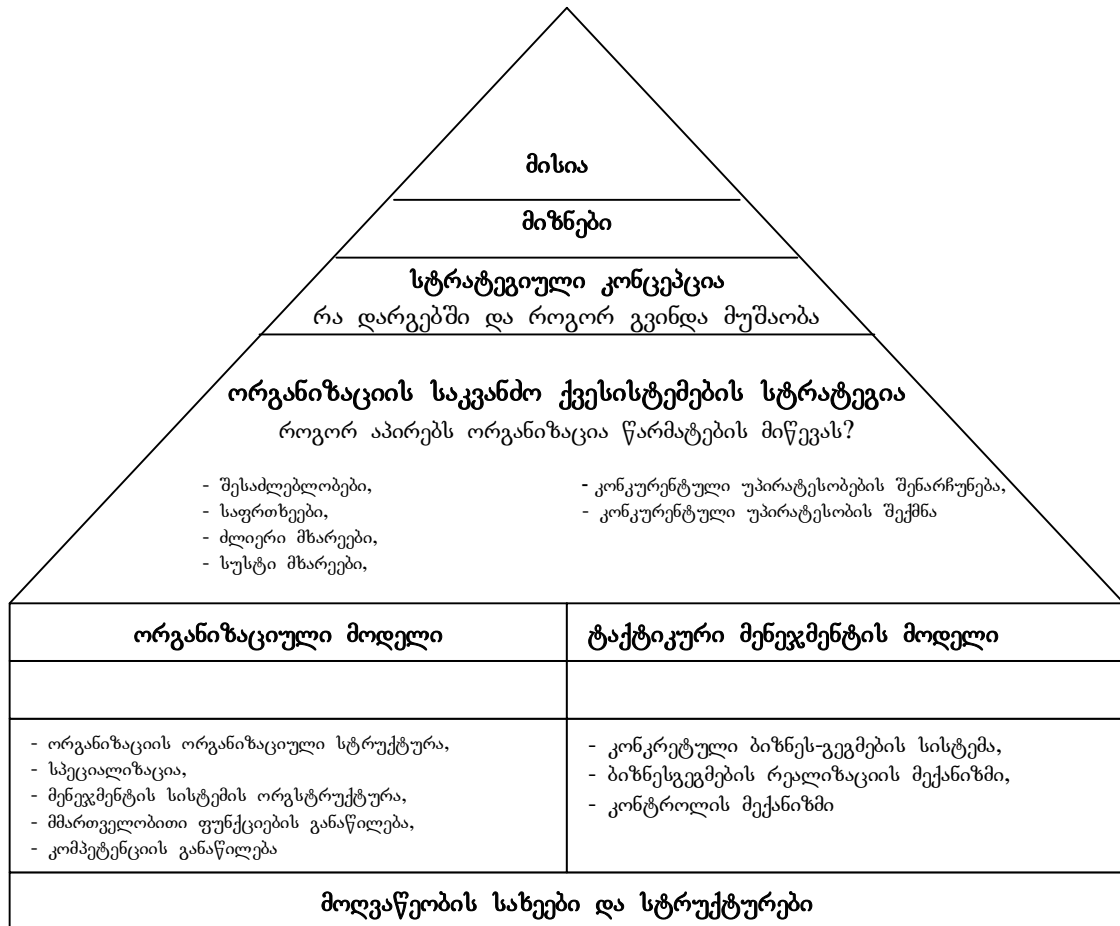 მისია
მიზნები
სტრატეგიული კონცეპცია
რა დარგებში და როგორ გვინდა მუშაობა
ორგანიზაციის საკვანძო ქვესისტემების სტრატეგია
როგორ აპირებს ორგანიზაცია წარმატების მიწევას?
- შესაძლებლობები,
- საფრთხეები,
- ძლიერი მხარეები,
- სუსტი მხარეები,
- კონკურენტული უპირატესობების შენარჩუნება,
- კონკურენტული უპირატესობის შექმნა
ორგანიზაციული მოდელი
ტაქტიკური მენეჯმენტის მოდელი
- ორგანიზაციის ორგანიზაციული სტრუქტურა,
- სპეციალიზაცია,
- მენეჯმენტის სისტემის ორგსტრუქტურა,
- მმართველობითი ფუნქციების განაწილება,
- კომპეტენციის განაწილება
- კონკრეტული ბიზნეს-გეგმების სისტემა,
- ბიზნესგეგმების რეალიზაციის მექანიზმი,
- კონტროლის მექანიზმი
მოღვაწეობის სახეები და სტრუქტურები